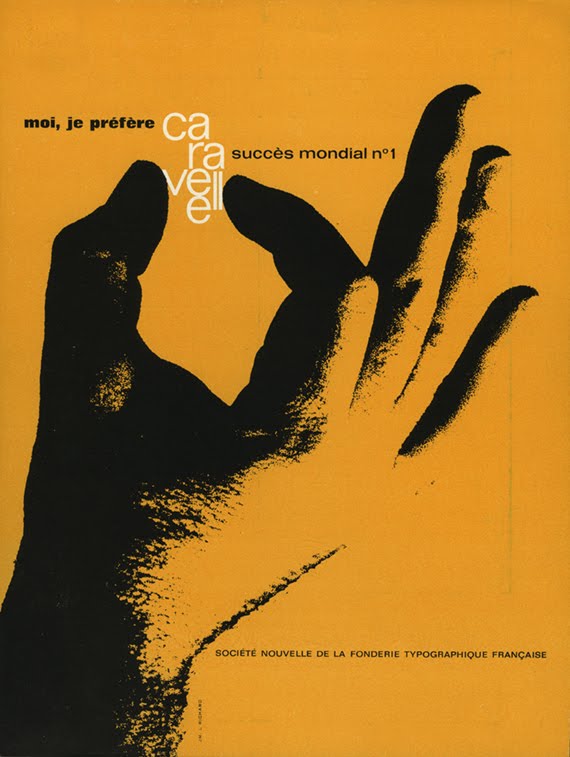 moi, je préfère
ca
ra
vell
e
succès mondial n°1
SOCIÉTÉ NOUVELLE DE LA FONDERIE TYPOGRAPHIQUE FRANÇAISE